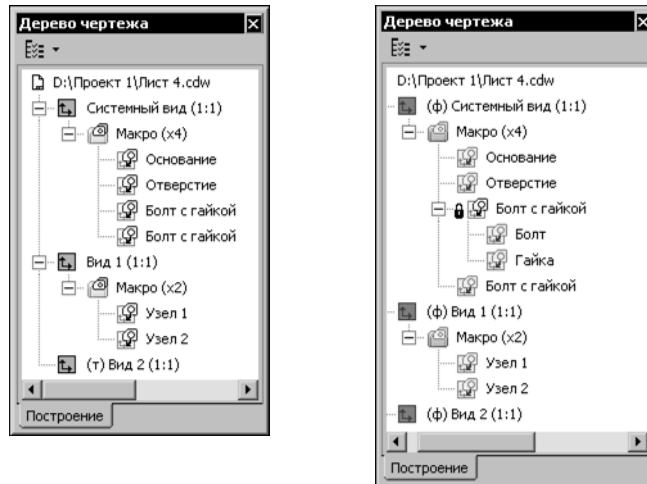 Дерево чертежа
D:\Проект 1\Лист 4.cdw
Системный вид (1:1)
Макро (x4)
Основание
Отверстие
Болт с гайкой
Болт с гайкой
Вид 1 (1:1)
Макро (x2)
Узел 1
Узел 2
(т) Вид 2 (1:1)
Построение
Дерево чертежа
D:\Проект 1\Лист 4.cdw
(ф) Системный вид (1:1)
Макро (x4)
Основание
Отверстие
Болт с гайкой
Болт
Гайка
Болт с гайкой
(ф) Вид 1 (1:1)
Макро (x2)
Узел 1
Узел 2
(ф) Вид 2 (1:1)
Построение